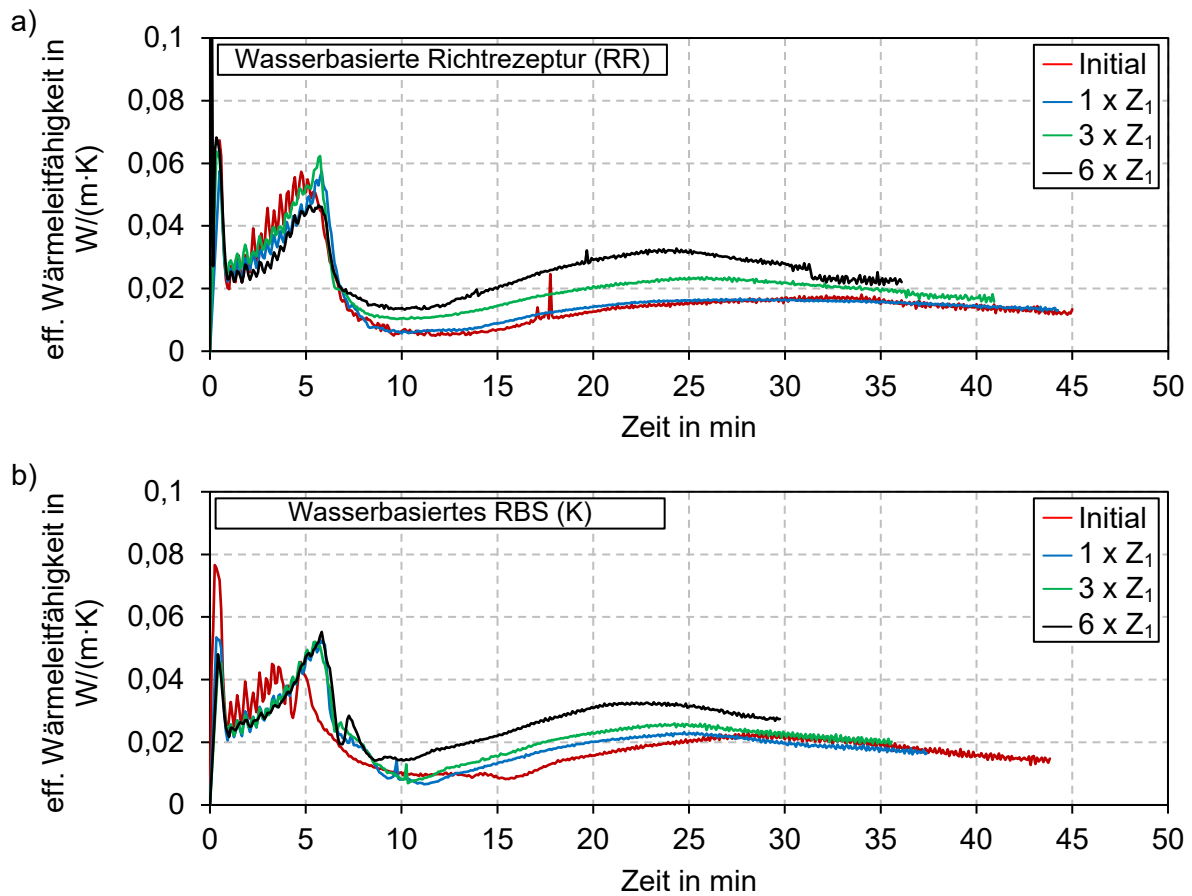 a)
eff. Wärmeleitfähigkeit in
W/(m·K)
0,1
0,08
0,06
0,04
0,02
0
Wasserbasierte Richtrezeptur (RR)
Initial
1 x Z₁
3 x Z₁
6 x Z₁
0 5 10 15 20 25 30 35 40 45 50
Zeit in min
b)
eff. Wärmeleitfähigkeit in
W/(m·K)
0,1
0,08
0,06
0,04
0,02
0
Wasserbasiertes RBS (K)
Initial
1 x Z₁
3 x Z₁
6 x Z₁
0 5 10 15 20 25 30 35 40 45 50
Zeit in min